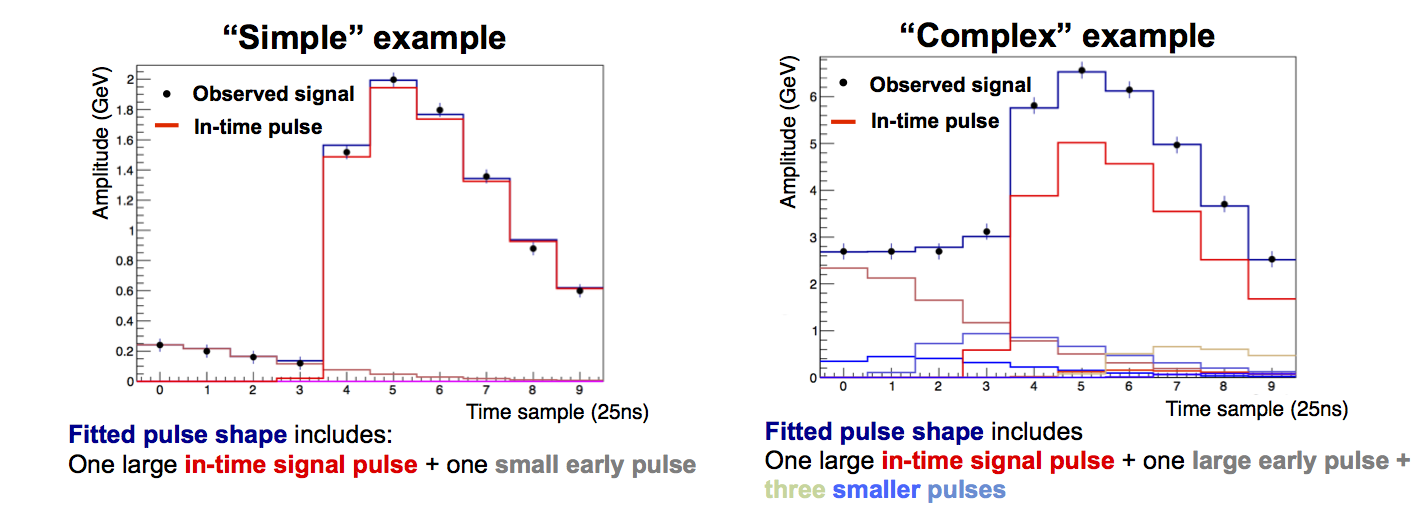 “Simple” example
Amplitude (GeV)
2
1.8
1.6
1.4
1.2
1
0.8
0.6
0.4
0.2
0
Observed signal
In-time pulse
0 1 2 3 4 5 6 7 8 9
Time sample (25ns)
Fitted pulse shape includes:
One large in-time signal pulse + one small early pulse
“Complex” example
Amplitude (GeV)
6
5
4
3
2
1
0
Observed signal
In-time pulse
0 1 2 3 4 5 6 7 8 9
Time sample (25ns)
Fitted pulse shape includes
One large in-time signal pulse + one large early pulse +
three smaller pulses